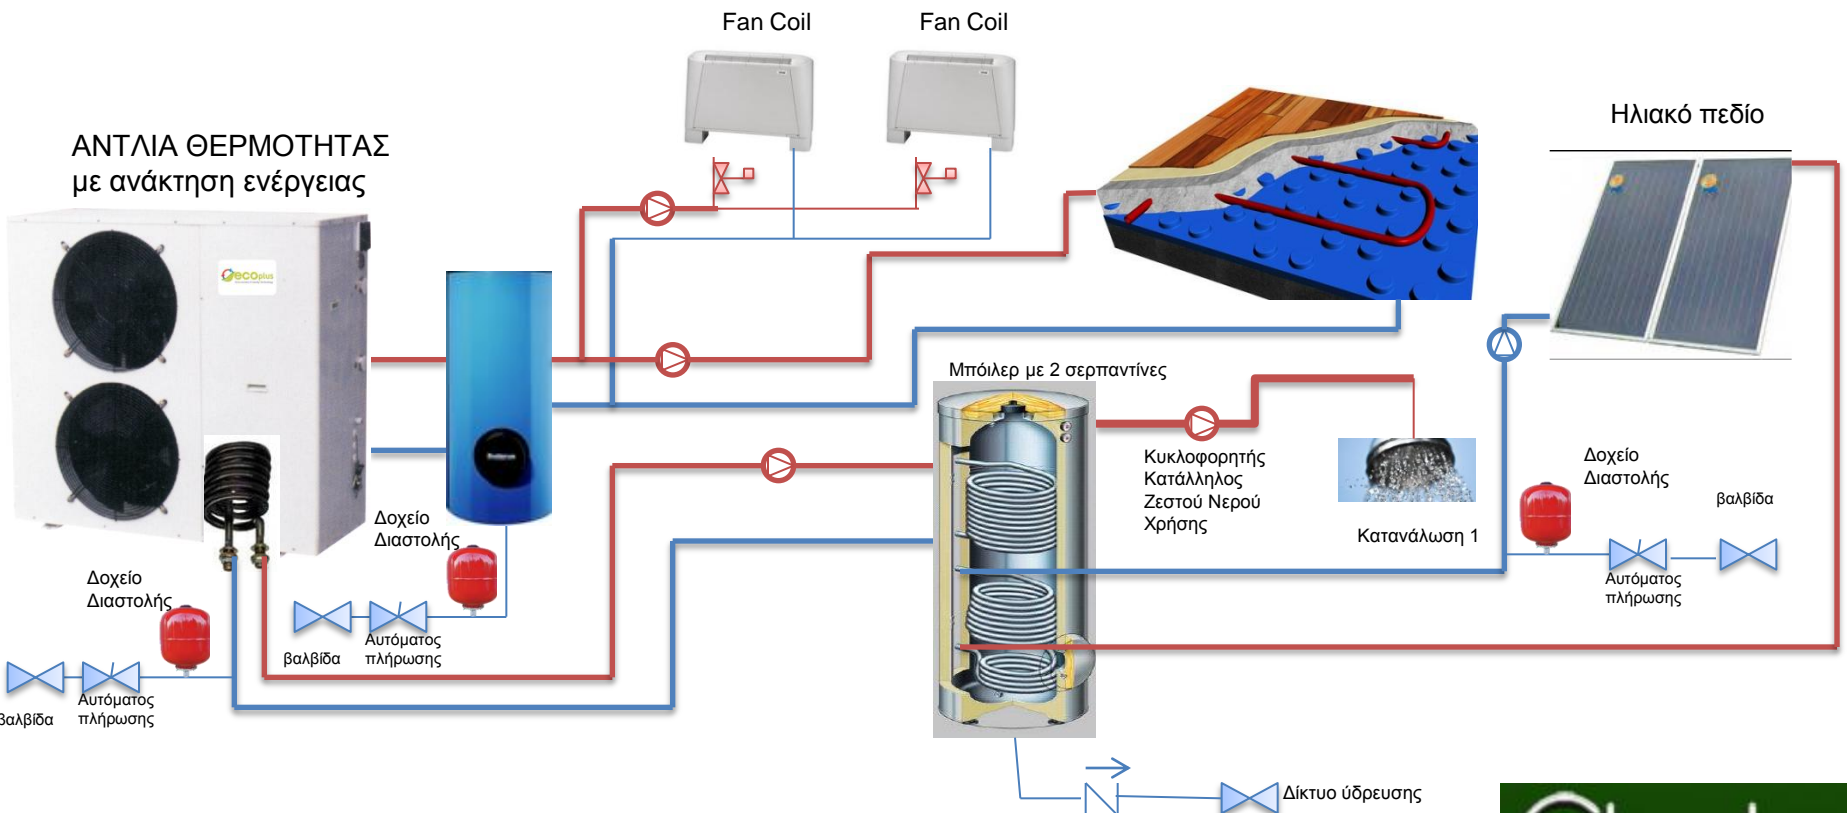 Fan Coil
Fan Coil
Ηλιακό πεδίο
ΑΝΤΛΙΑ ΘΕΡΜΟΤΗΤΑΣ
με ανάκτηση ενέργειας
ecoplus
Μπόιλερ με 2 σερπαντίνες
Κυκλοφορητής
Κατάλληλος
Ζεστού Νερού
Χρήσης
Κατανάλωση 1
Δοχείο
Διαστολής
βαλβίδα
Αυτόματος
πλήρωσης
Δοχείο
Διαστολής
βαλβίδα
Αυτόματος
πλήρωσης
Δοχείο
Διαστολής
βαλβίδα
Αυτόματος
πλήρωσης
Δίκτυο ύδρευσης